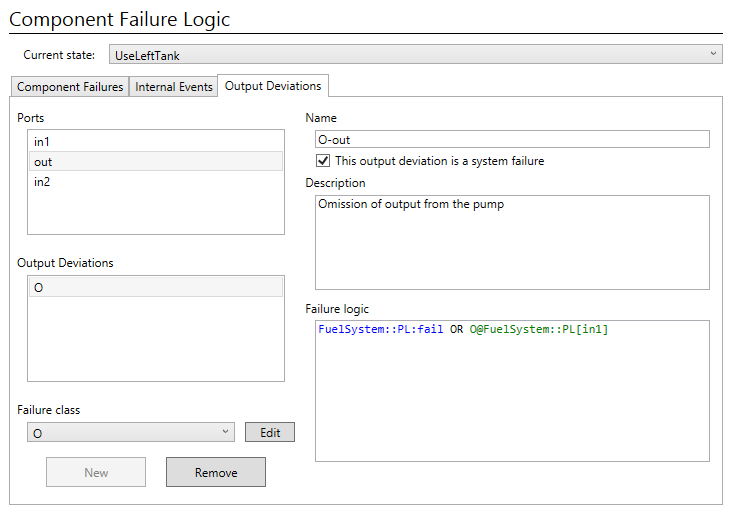 Component Failure Logic
Current state:
UseLeftTank
Component Failures
Internal Events
Output Deviations
Ports
in1
out
in2
Output Deviations
O
Failure class
O
Edit
New
Remove
Name
O-out
This output deviation is a system failure
Description
Omission of output from the pump
Failure logic
FuelSystem::PL:fail OR O@FuelSystem::PL[in1]